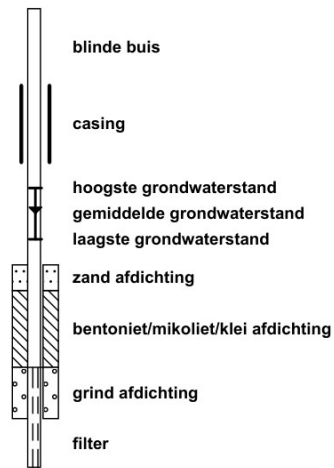 blinde buis
casing
hoogste grondwaterstand
gemiddelde grondwaterstand
laagste grondwaterstand
zand afdichting
bentoniet/mikoliet/klei afdichting
grind afdichting
filter